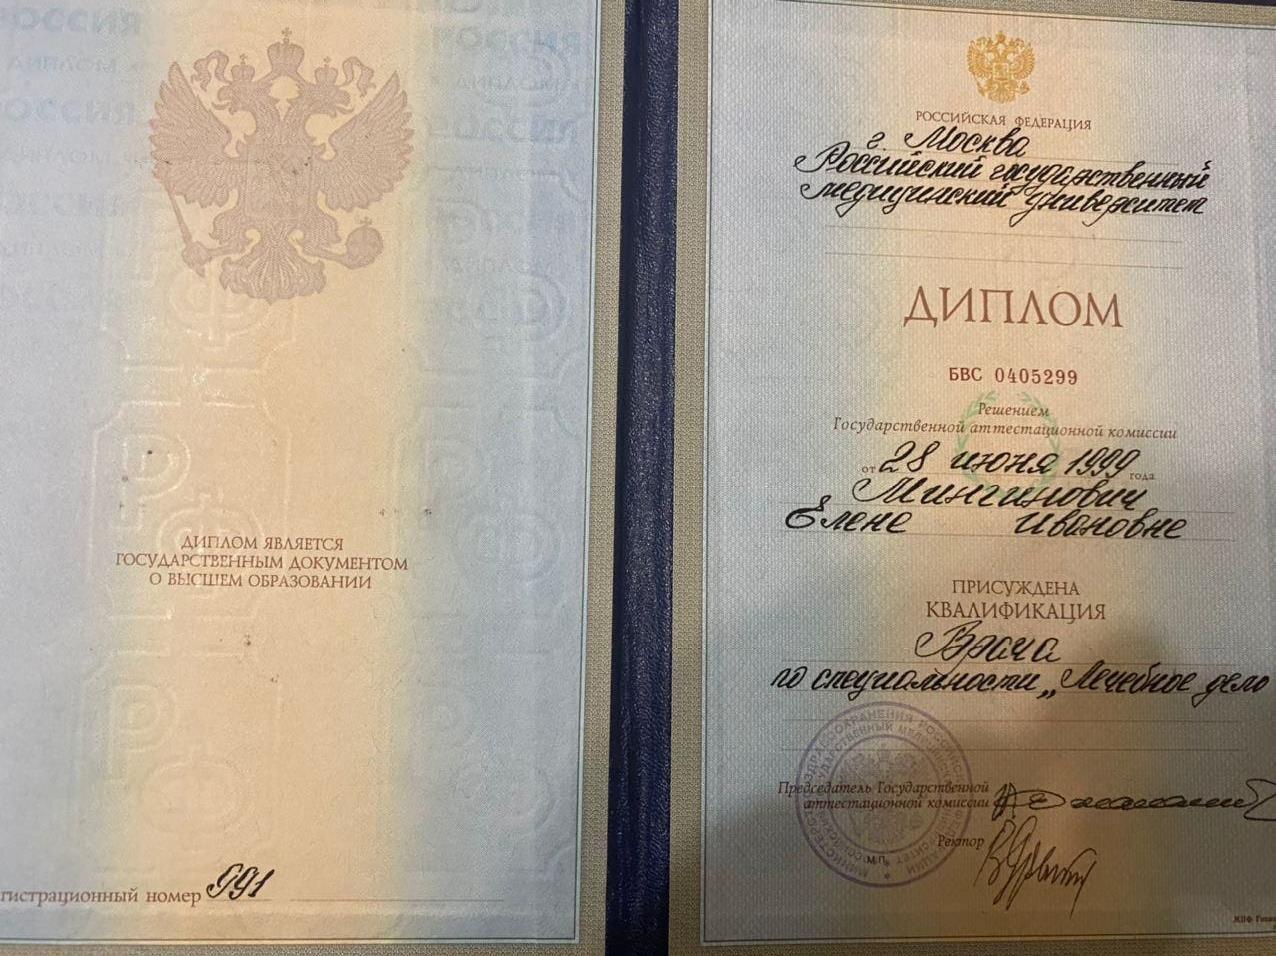 ДИПЛОМ ЯВЛЯЕТСЯ
ГОСУДАРСТВЕННЫМ ДОКУМЕНТОМ
О ВЫСШЕМ ОБРАЗОВАНИИ
гистрационный номер 991
РОССИЙСКАЯ ФЕДЕРАЦИЯ
г. Москва
Российский государственный
медицинский университет
ДИПЛОМ
БВС 0405299
Решением
Государственной аттестационной комиссии
от 28 июня 1999 года
Мингинович
Елене Ивановне
ПРИСУЖДЕНА
КВАЛИФИКАЦИЯ
Врача
по специальности „Лечебное дело
Председатель Государственной
аттестационной комиссии
Ректор
М.П.